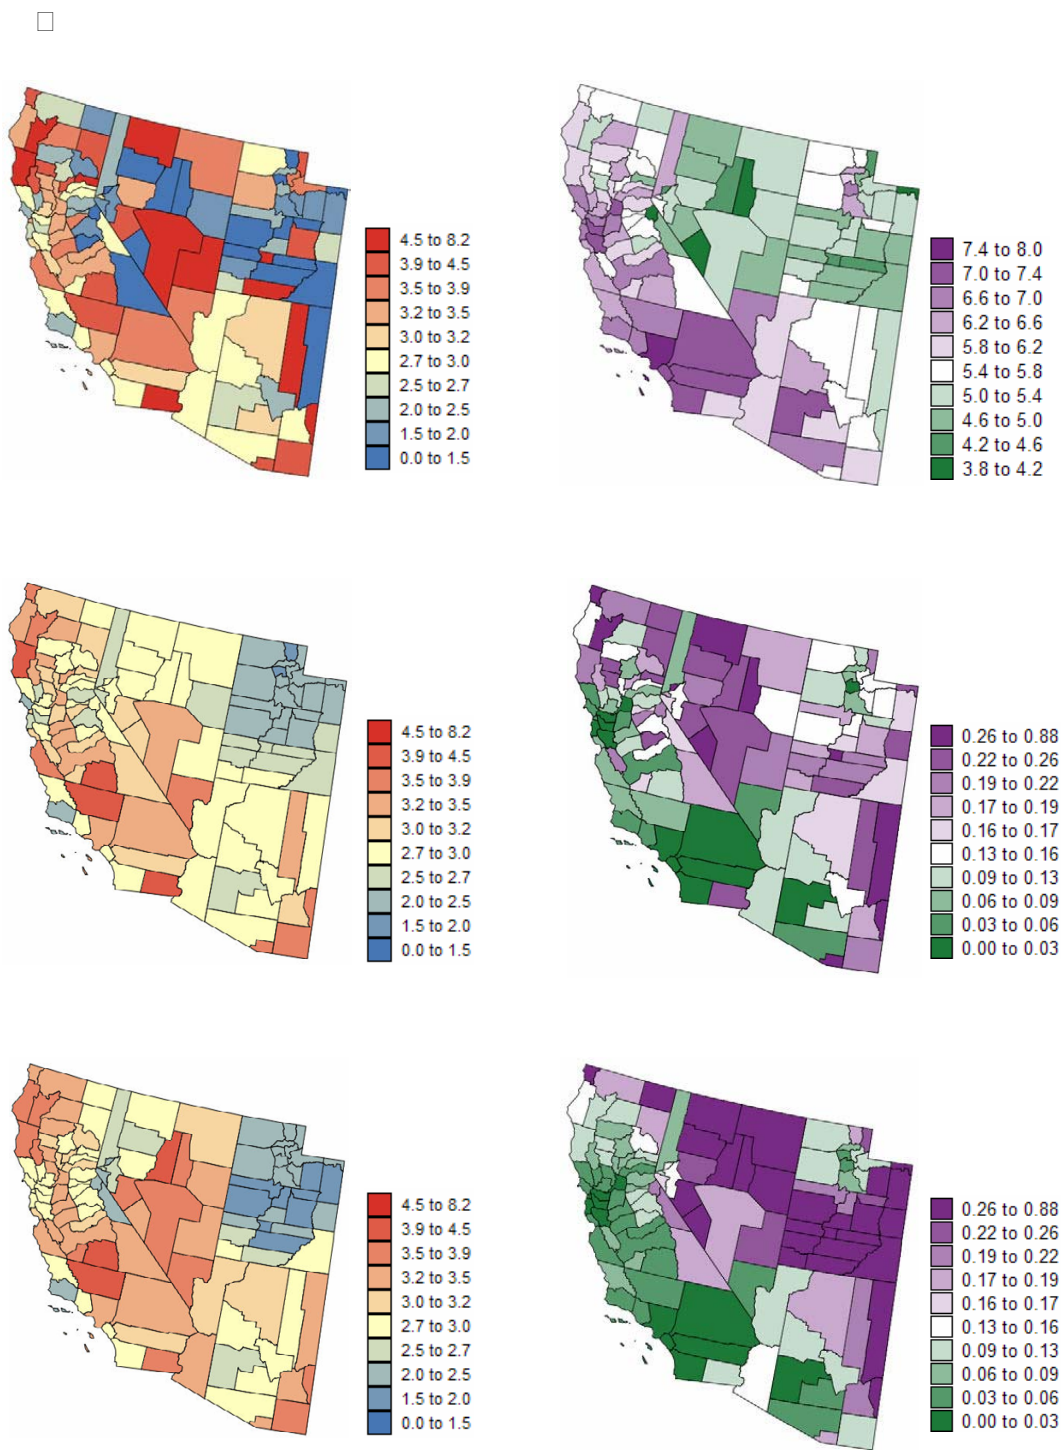 4.5 to 8.2
3.9 to 4.5
3.5 to 3.9
3.2 to 3.5
3.0 to 3.2
2.7 to 3.0
2.5 to 2.7
2.0 to 2.5
1.5 to 2.0
0.0 to 1.5
7.4 to 8.0
7.0 to 7.4
6.6 to 7.0
6.2 to 6.6
5.8 to 6.2
5.4 to 5.8
5.0 to 5.4
4.6 to 5.0
4.2 to 4.6
3.8 to 4.2
4.5 to 8.2
3.9 to 4.5
3.5 to 3.9
3.2 to 3.5
3.0 to 3.2
2.7 to 3.0
2.5 to 2.7
2.0 to 2.5
1.5 to 2.0
0.0 to 1.5
0.26 to 0.88
0.22 to 0.26
0.19 to 0.22
0.17 to 0.19
0.16 to 0.17
0.13 to 0.16
0.09 to 0.13
0.06 to 0.09
0.03 to 0.06
0.00 to 0.03
4.5 to 8.2
3.9 to 4.5
3.5 to 3.9
3.2 to 3.5
3.0 to 3.2
2.7 to 3.0
2.5 to 2.7
2.0 to 2.5
1.5 to 2.0
0.0 to 1.5
0.26 to 0.88
0.22 to 0.26
0.19 to 0.22
0.17 to 0.19
0.16 to 0.17
0.13 to 0.16
0.09 to 0.13
0.06 to 0.09
0.03 to 0.06
0.00 to 0.03